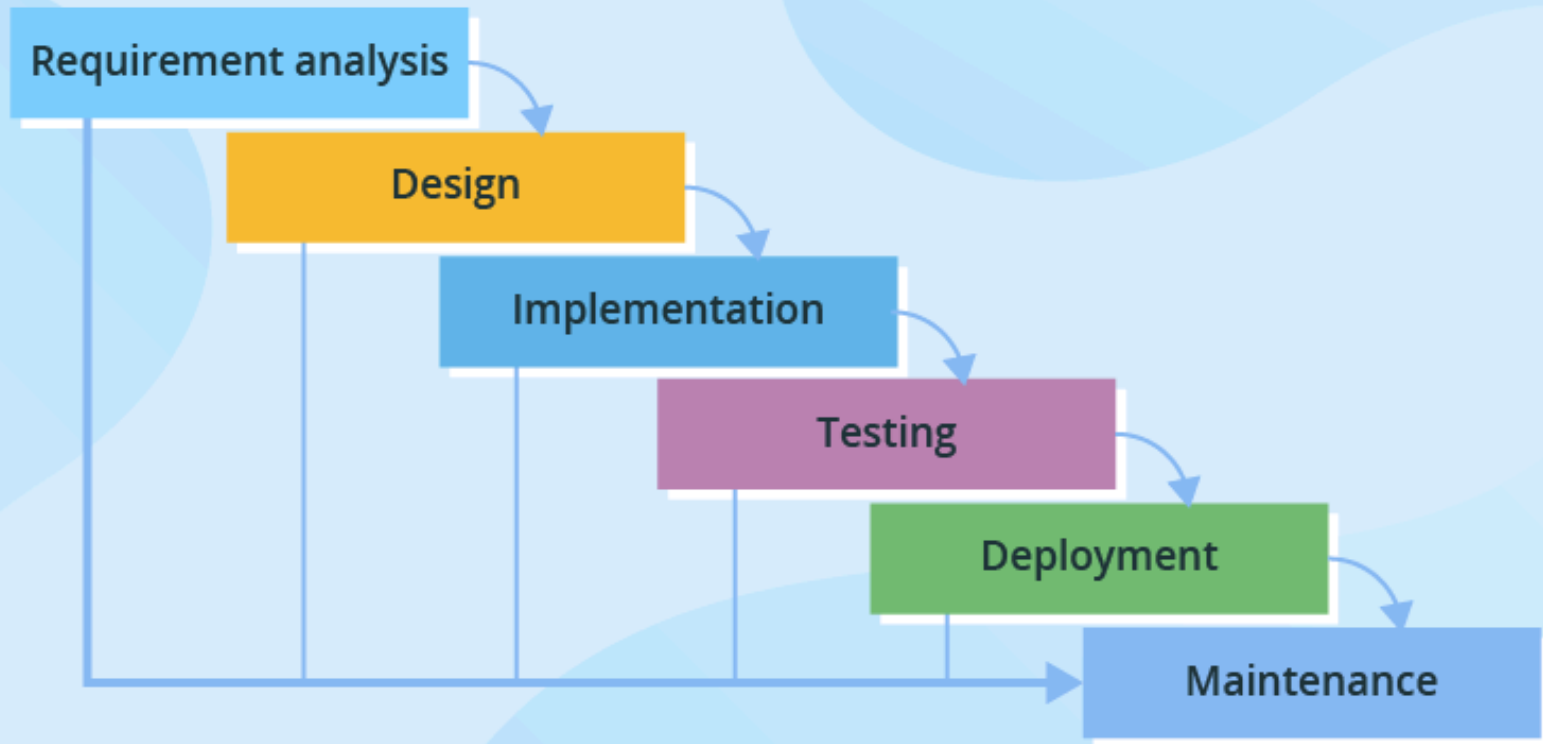 Requirement analysis
Design
Implementation
Testing
Deployment
Maintenance